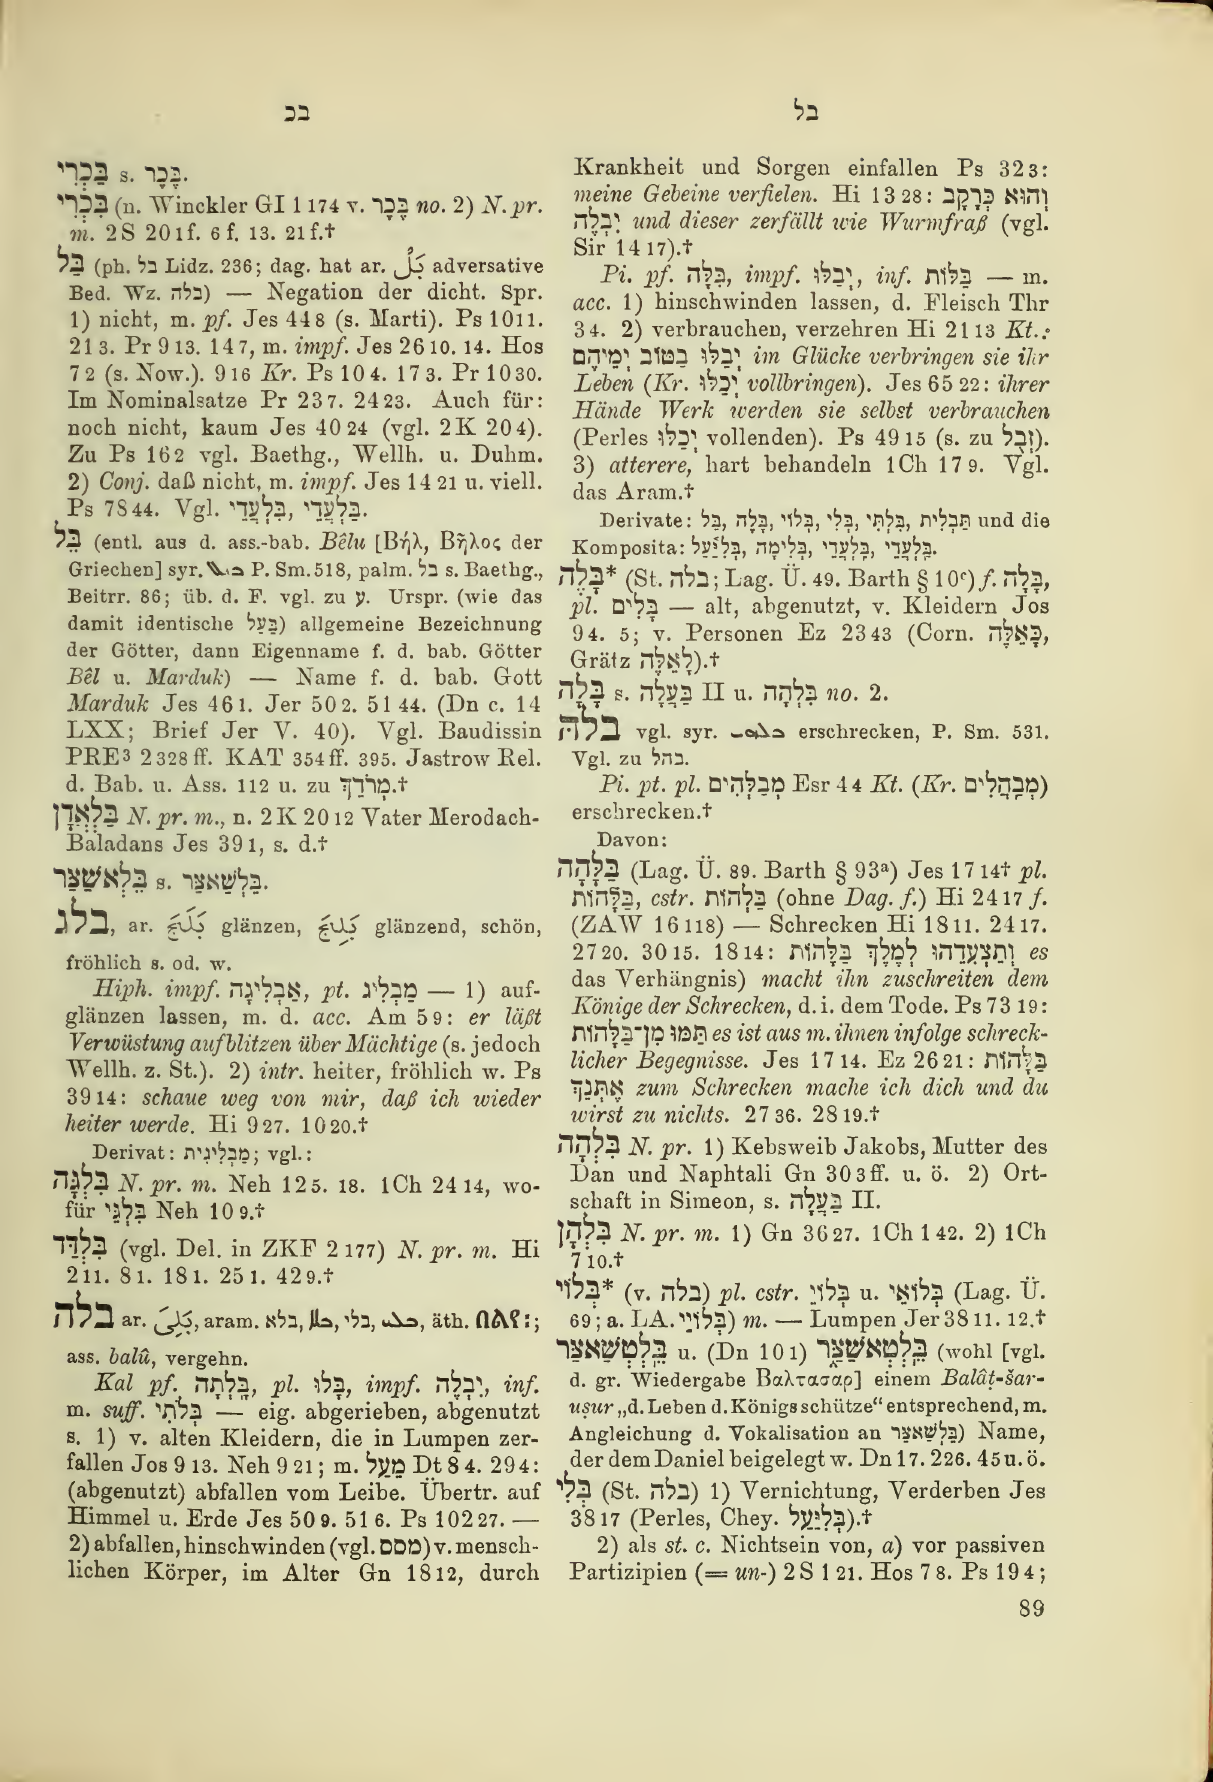 בכ
בל
בַּכְרִי s. בֶּכֶר.
בִּכְרִי (n. Winckler GI 1 174 v. בֶּכֶר no. 2) N. pr.
m. 2S 20 1f. 6f. 13. 21f.†
בַּל (ph. בל Lidz. 236; dag. hat ar. بَلْ adversative
Bed. Wz. בלה) — Negation der dicht. Spr.
1) nicht, m. pf. Jes 44 8 (s. Marti). Ps 10 11.
21 3. Pr 9 13. 14 7, m. impf. Jes 26 10. 14. Hos
7 2 (s. Now.). 9 16 Kr. Ps 10 4. 17 3. Pr 10 30.
Im Nominalsatze Pr 23 7. 24 23. Auch für:
noch nicht, kaum Jes 40 24 (vgl. 2K 20 4).
Zu Ps 16 2 vgl. Baethg., Wellh. u. Duhm.
2) Conj. daß nicht, m. impf. Jes 14 21 u. viell.
Ps 78 44. Vgl. בִּלְעֲדֵי, בַּלְעֲדֵי.
בֵּל (entl. aus d. ass.-bab. Bêlu [Βήλ, Βῆλος der
Griechen] syr. ܒܝܠ P. Sm. 518, palm. בל s. Baethg.,
Beitrr. 86; üb. d. F. vgl. zu ע. Urspr. (wie das
damit identische בַּעַל) allgemeine Bezeichnung
der Götter, dann Eigenname f. d. bab. Götter
Bêl u. Marduk) — Name f. d. bab. Gott
Marduk Jes 46 1. Jer 50 2. 51 44. (Dn c. 14
LXX; Brief Jer V. 40). Vgl. Baudissin
PRE3 2 328 ff. KAT 354 ff. 395. Jastrow Rel.
d. Bab. u. Ass. 112 u. zu מְרֹדַךְ.†
בַּלְאֲדָן N. pr. m., n. 2K 20 12 Vater Merodach-
Baladans Jes 39 1, s. d.†
בֵּלְאשַׁצַּר s. בֵּלְשַׁאצַּר.
בלג, ar. بَلَجَ glänzen, بَلِجَ glänzend, schön,
fröhlich s. od. w.
Hiph. impf. אַבְלִיגָה, pt. מַבְלִיג — 1) auf-
glänzen lassen, m. d. acc. Am 5 9: er läßt
Verwüstung aufblitzen über Mächtige (s. jedoch
Wellh. z. St.). 2) intr. heiter, fröhlich w. Ps
39 14: schaue weg von mir, daß ich wieder
heiter werde. Hi 9 27. 10 20.†
Derivat: מַבְלִיגִית; vgl.:
בִּלְגָּה N. pr. m. Neh 12 5. 18. 1Ch 24 14, wo-
für בִּלְגַּי Neh 10 9.†
בִּלְדַּד (vgl. Del. in ZKF 2 177) N. pr. m. Hi
2 11. 8 1. 18 1. 25 1. 42 9.†
בלה ar. بَلِىَ, aram. בלא, בלי, äth. ;
ass. balû, vergehn.
Kal pf. בָּֽלְתָה, pl. בָּלוּ, impf. יִבְלֶה, inf.
m. suff. בְּלֹתִי — eig. abgerieben, abgenutzt
s. 1) v. alten Kleidern, die in Lumpen zer-
fallen Jos 9 13. Neh 9 21; m. מֵעַל Dt 8 4. 29 4:
(abgenutzt) abfallen vom Leibe. Übertr. auf
Himmel u. Erde Jes 50 9. 51 6. Ps 102 27. —
2) abfallen, hinschwinden (vgl. מסס) v. mensch-
lichen Körper, im Alter Gn 18 12, durch
Krankheit und Sorgen einfallen Ps 32 3:
meine Gebeine verfielen. Hi 13 28: וְהוּא כְּרָקָב
יִבְלֶה und dieser zerfällt wie Wurmfraß (vgl.
Sir 14 17).†
Pi. pf. בִּלָּה, impf. יְבַלּוּ, inf. בַּלּוֹת — m.
acc. 1) hinschwinden lassen, d. Fleisch Thr
3 4. 2) verbrauchen, verzehren Hi 21 13 Kt.:
יְבַלּוּ בַטּוֹב יְמֵיהֶם im Glücke verbringen sie ihr
Leben (Kr. יְכַלּוּ vollbringen). Jes 65 22: ihrer
Hände Werk werden sie selbst verbrauchen
(Perles יְכַלּוּ vollenden). Ps 49 15 (s. zu זְבֻל).
3) atterere, hart behandeln 1Ch 17 9. Vgl.
das Aram.†
Derivate: בַּל, בָּלֶה, בְּלוֹי, בְּלִי, בִּלְתִּי, תַּבְלִית und die
Komposita: בְּלִיַּעַל, בְּלִימָה, בִּלְעֲדֵי, בַּלְעֲדֵי.
בָּלֶה* (St. בלה; Lag. Ü. 49. Barth § 10c) f. בָּלָה,
pl. בָּלִים — alt, abgenutzt, v. Kleidern Jos
9 4. 5; v. Personen Ez 23 43 (Corn. כָּאֵלֶּה,
Grätz לָאֵלֶּה).†
בָּלָה s. בַּעֲלָה II u. בִּלְהָה no. 2.
בלהּ vgl. syr. ܒܠܗ erschrecken, P. Sm. 531.
Vgl. zu בהל.
Pi. pt. pl. מְבַלְּהִים Esr 4 4 Kt. (Kr. מְבַהֲלִים)
erschrecken.†
Davon:
בַּלָּהָה (Lag. Ü. 89. Barth § 93a) Jes 17 14† pl.
בַּלָּהוֹת, cstr. בַּלְהוֹת (ohne Dag. f.) Hi 24 17 f.
(ZAW 16 118) — Schrecken Hi 18 11. 24 17.
27 20. 30 15. 18 14: וְתַצְעִדֵהוּ לְמֶלֶךְ בַּלָּהוֹת es
das Verhängnis) macht ihn zuschreiten dem
Könige der Schrecken, d. i. dem Tode. Ps 73 19:
תַּמּוּ מִן־בַּלָּהוֹת es ist aus m. ihnen infolge schreck-
licher Begegnisse. Jes 17 14. Ez 26 21: בַּלָּהוֹת
אֶתְּנֵךְ zum Schrecken mache ich dich und du
wirst zu nichts. 27 36. 28 19.†
בִּלְהָה N. pr. 1) Kebsweib Jakobs, Mutter des
Dan und Naphtali Gn 30 3 ff. u. ö. 2) Ort-
schaft in Simeon, s. בַּעֲלָה II.
בִּלְהָן N. pr. m. 1) Gn 36 27. 1Ch 1 42. 2) 1Ch
7 10.†
בְּלוֹי* (v. בלה) pl. cstr. בְּלוֹיֵ u. בְּלוֹאֵי (Lag. Ü.
69; a. LA. בְּלוֹיֵי) m. — Lumpen Jer 38 11. 12.†
בֵּלְטְשַׁאצַּר u. (Dn 10 1) בֵּלְטְאשַׁצַּר (wohl [vgl.
d. gr. Wiedergabe Βαλτασαρ] einem Balâṭ-šar-
uṣur „d. Leben d. Königs schütze“ entsprechend, m.
Angleichung d. Vokalisation an בֵּלְשַׁאצַּר) Name,
der dem Daniel beigelegt w. Dn 1 7. 2 26. 4 5 u. ö.
בְּלִי (St. בלה) 1) Vernichtung, Verderben Jes
38 17 (Perles, Chey. בְּלִיַּעַל).†
2) als st. c. Nichtsein von, a) vor passiven
Partizipien (= un-) 2S 1 21. Hos 7 8. Ps 19 4;
89